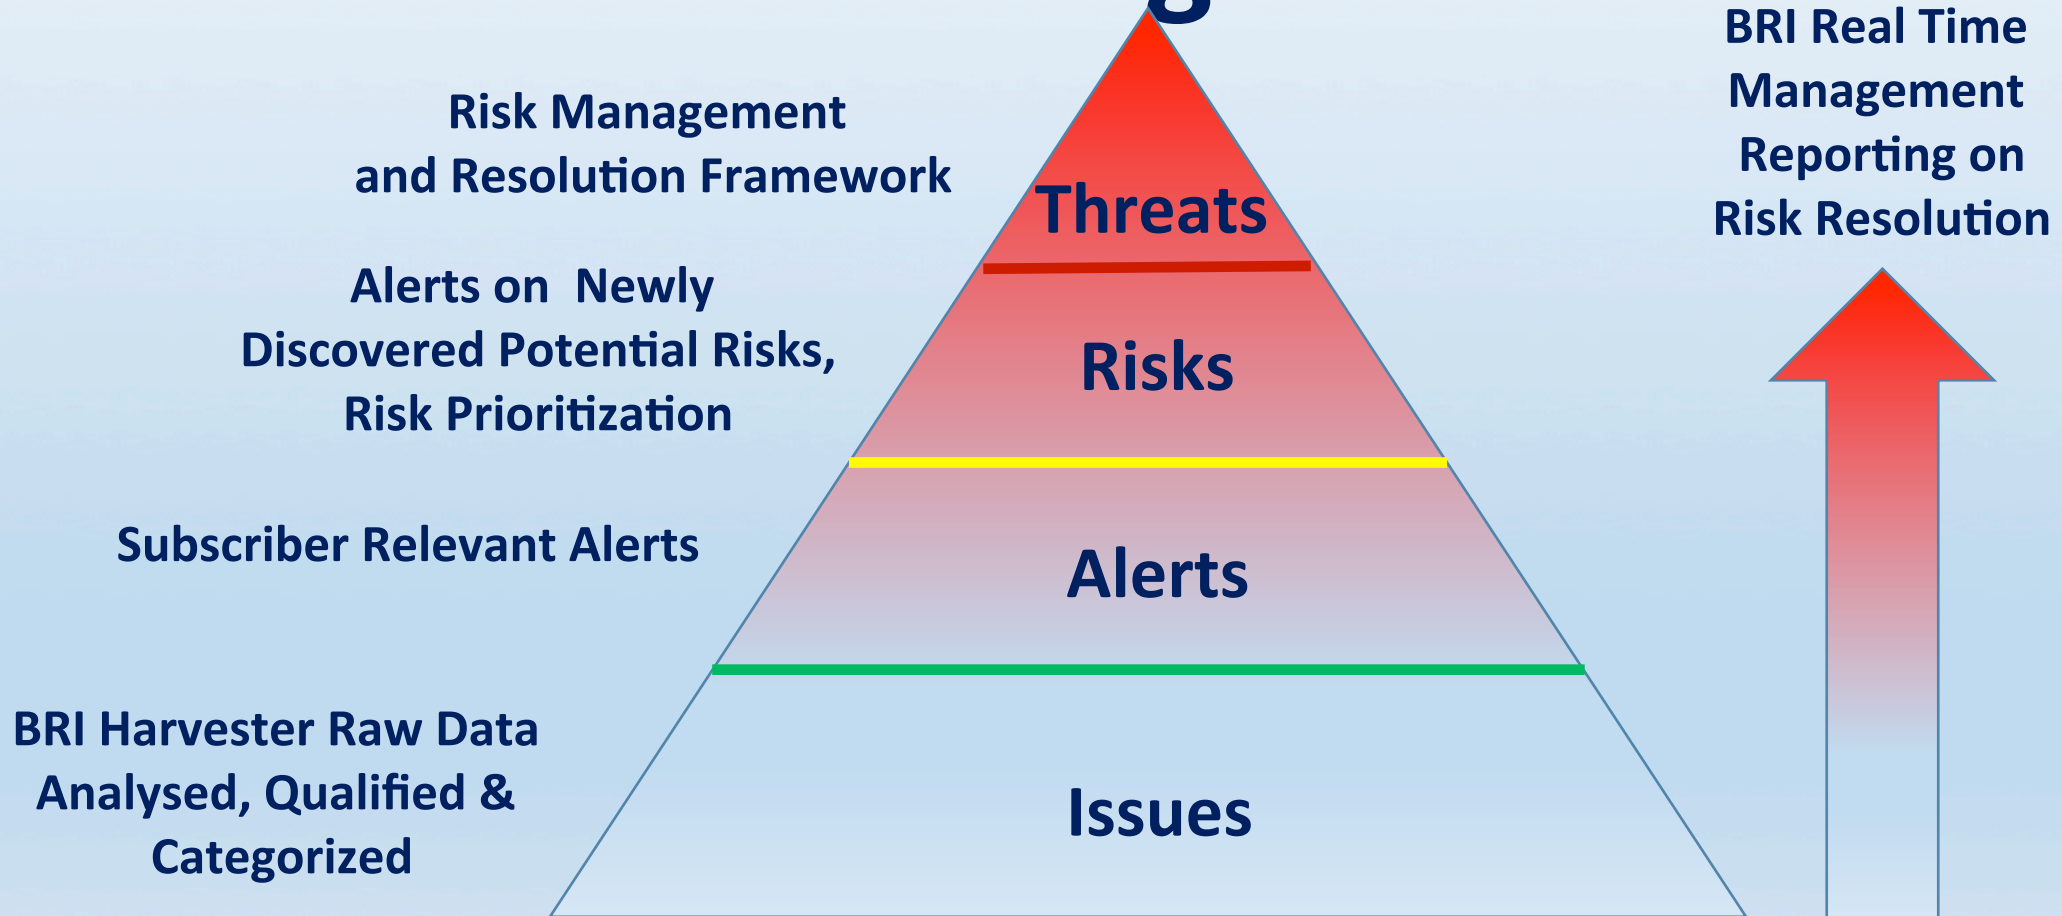 Risk Management
and Resolution Framework
Alerts on  Newly
Discovered Potential Risks,
Risk Prioritization
Subscriber Relevant Alerts
BRI Harvester Raw Data
Analysed, Qualified &
Categorized
Threats
Risks
Alerts
Issues
BRI Real Time
Management
Reporting on
Risk Resolution